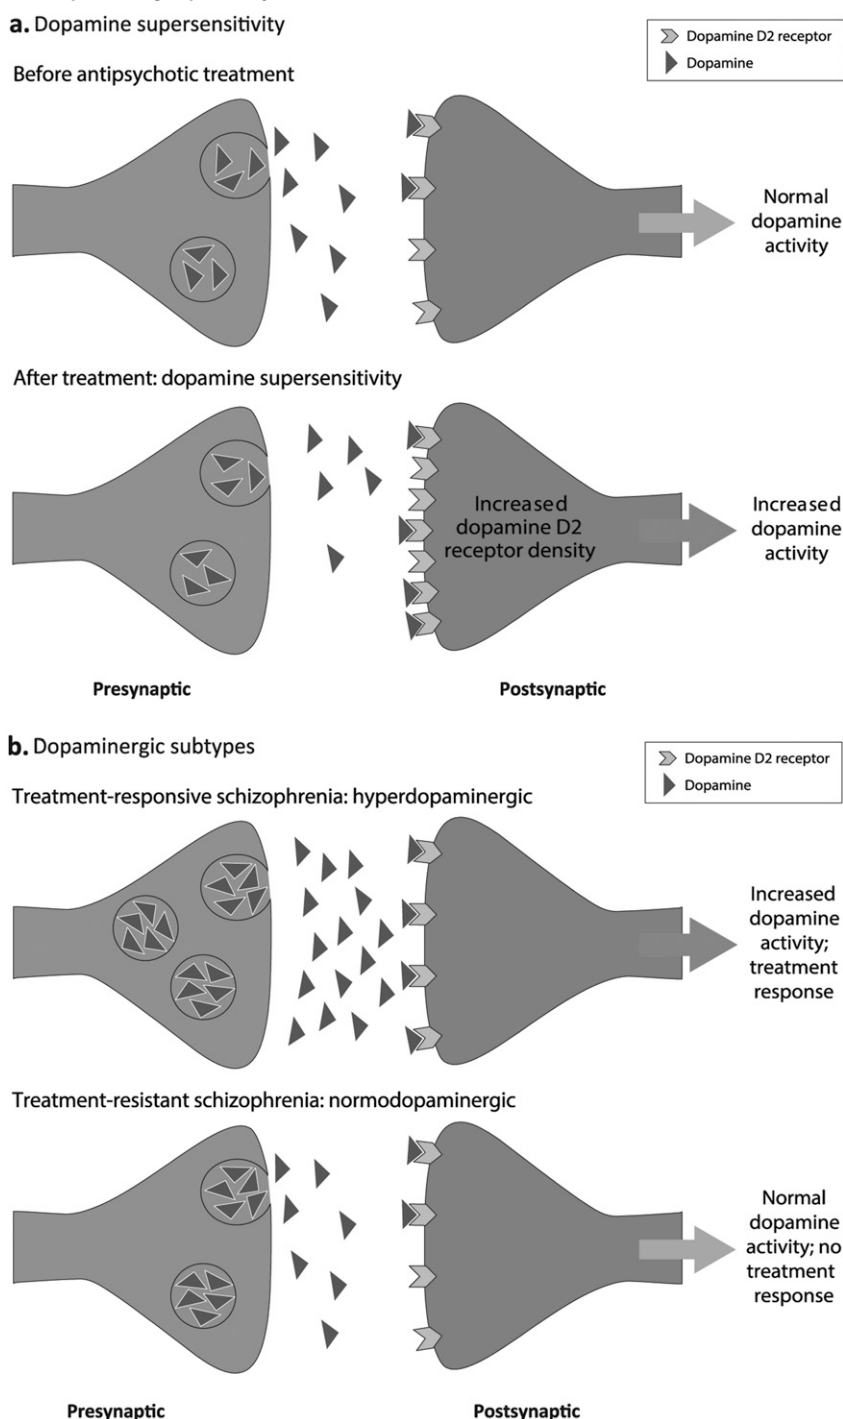 a. Dopamine supersensitivity
Dopamine D2 receptor
Dopamine
Before antipsychotic treatment
Normal
dopamine
activity
After treatment: dopamine supersensitivity
Increased
dopamine D2
receptor density
Increased
dopamine
activity
Presynaptic
Postsynaptic
b. Dopaminergic subtypes
Dopamine D2 receptor
Dopamine
Treatment-responsive schizophrenia: hyperdopaminergic
Increased
dopamine
activity;
treatment
response
Treatment-resistant schizophrenia: normodopaminergic
Normal
dopamine
activity; no
treatment
response
Presynaptic
Postsynaptic